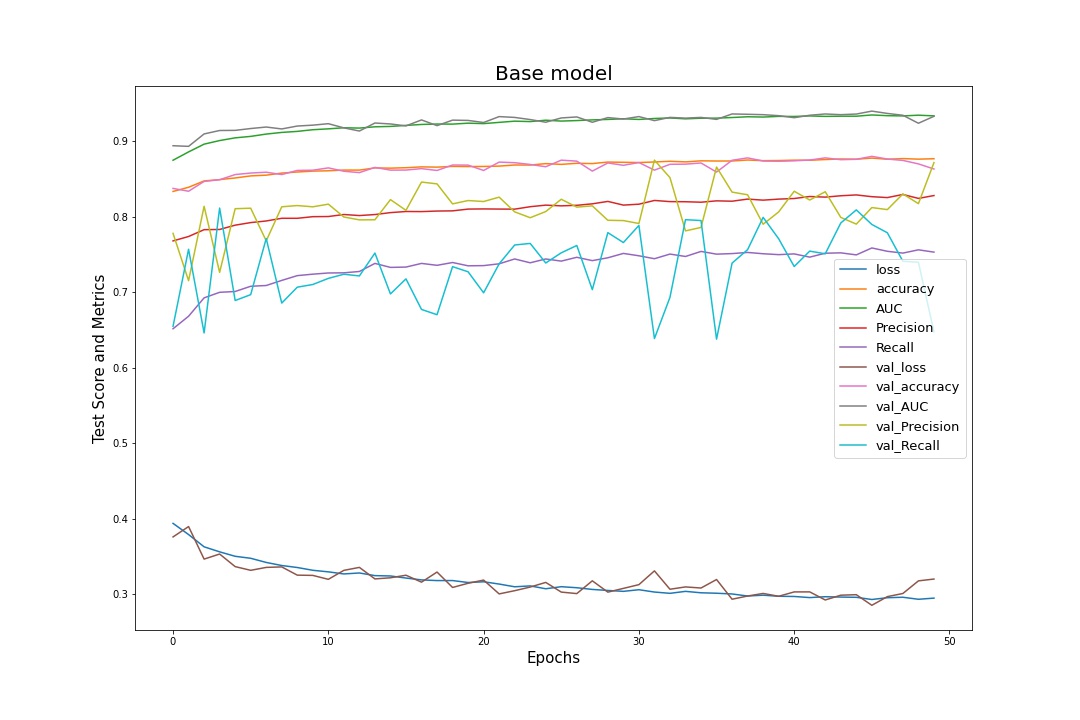 Base model
Test Score and Metrics
0.9
0.8
0.7
0.6
0.5
0.4
0.3
loss
accuracy
AUC
Precision
Recall
val_loss
val_accuracy
val_AUC
val_Precision
val_Recall
0 10 20 30 40 50
Epochs